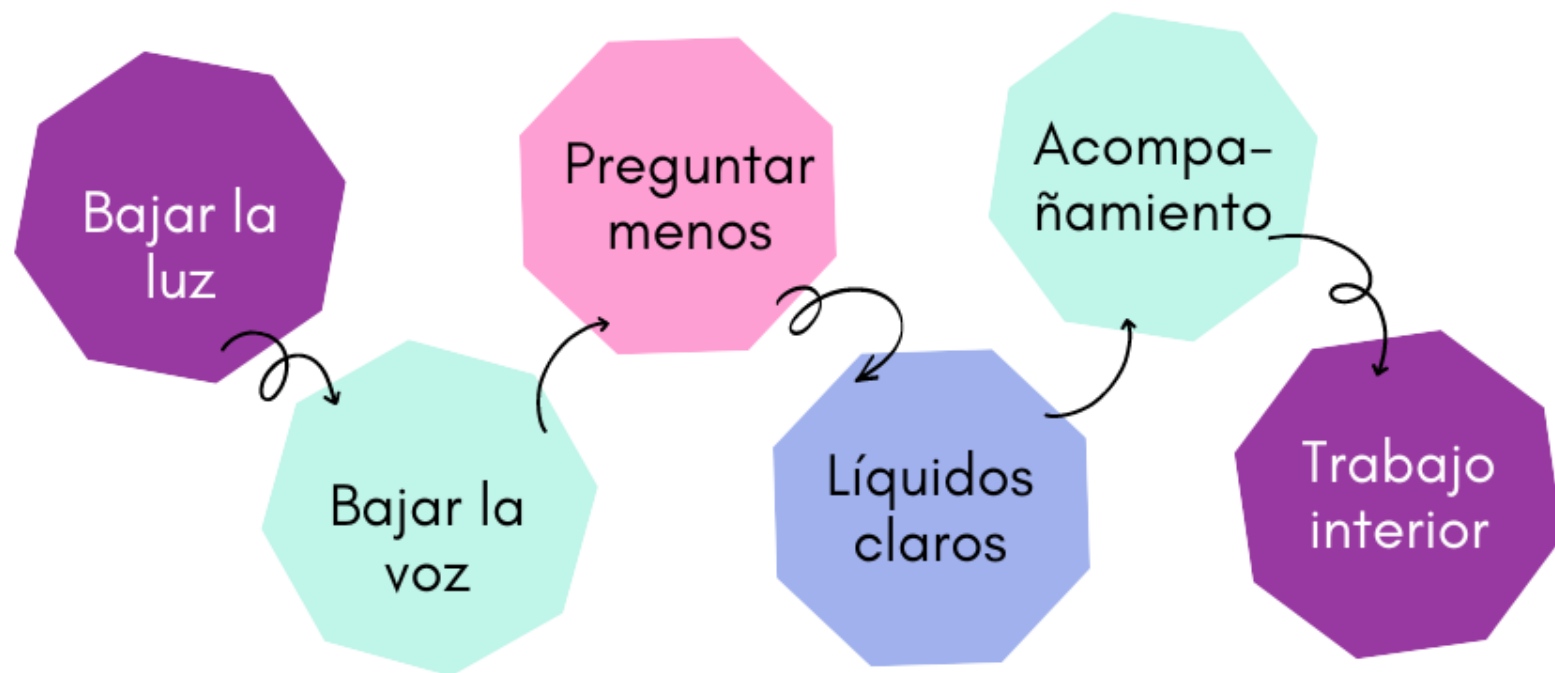 Bajar la
luz
Bajar la
voz
Preguntar
menos
Líquidos
claros
Acompa-
ñamiento
Trabajo
interior